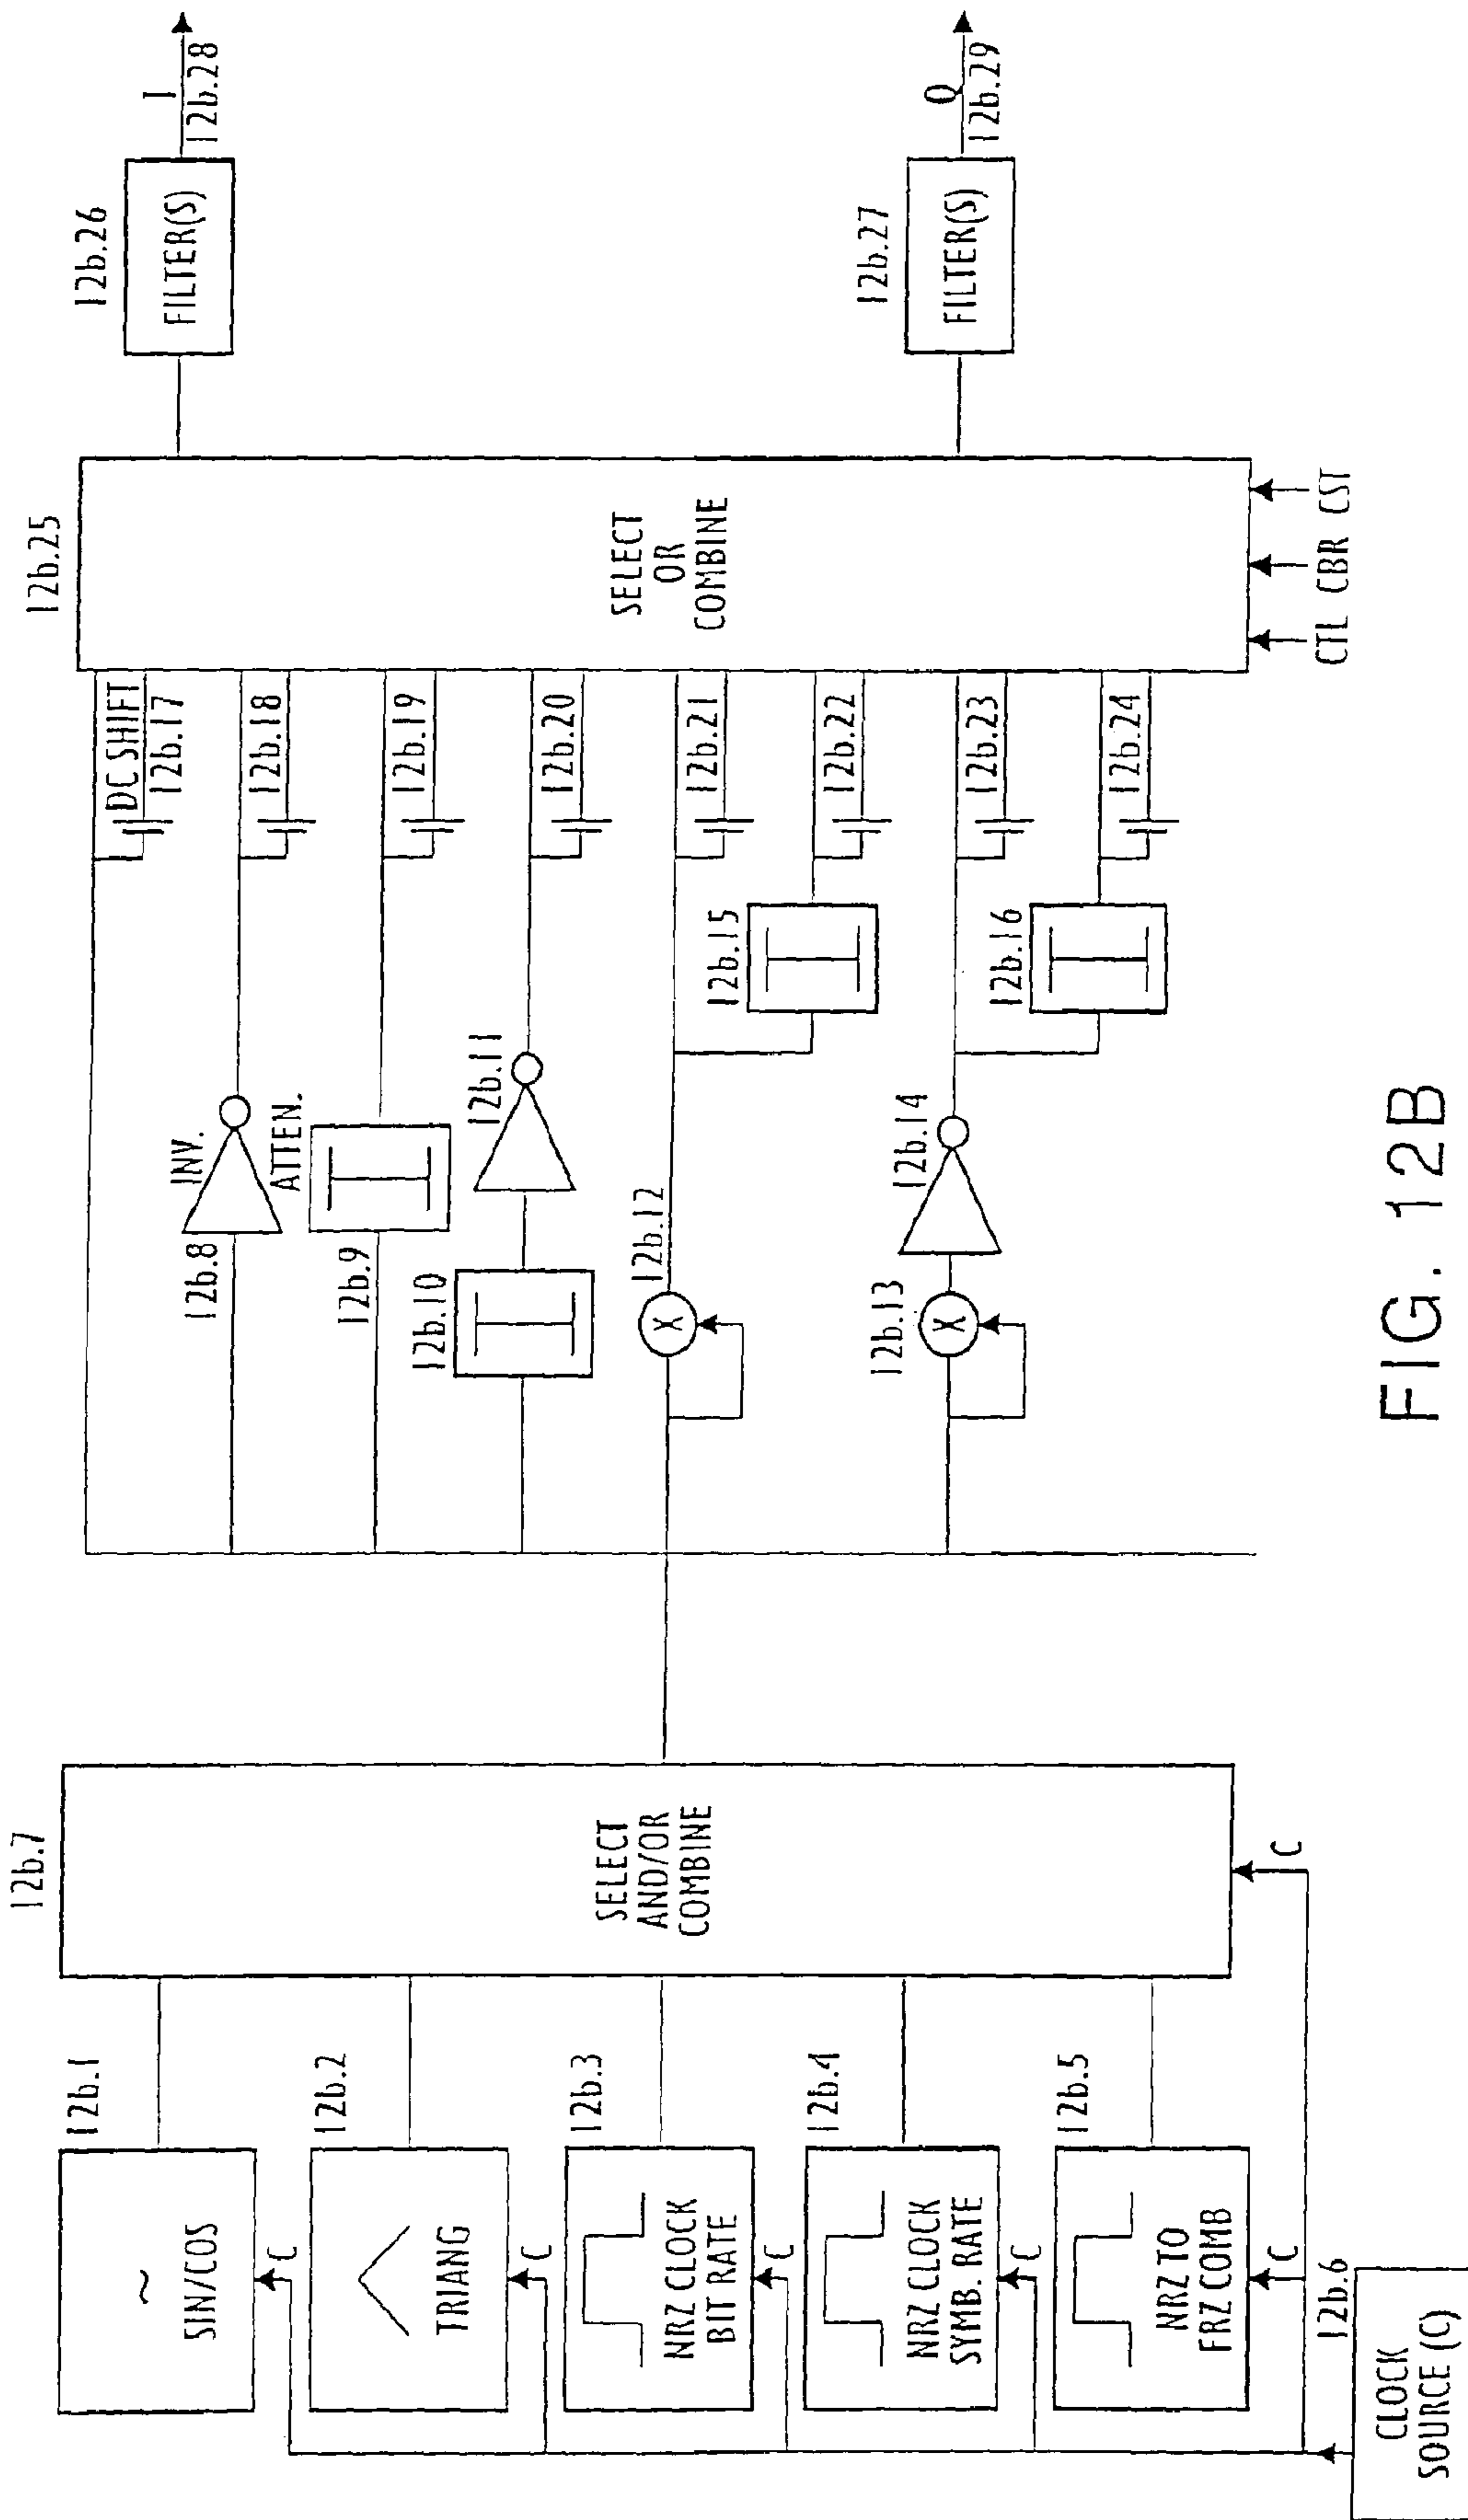 12b.1
~
SIN/COS
C
12b.2
TRIANG
C
12b.3
NRZ CLOCK
BIT RATE
C
12b.4
NRZ CLOCK
SYMB. RATE
C
12b.5
NRZ TO
FRZ COMB
C
12b.6
CLOCK
SOURCE (C)
12b.7
SELECT
AND/OR
COMBINE
C
INV.
12b.8
ATTEN.
12b.9
12b.10
12b.11
12b.12
X
12b.13
X
12b.14
12b.15
12b.16
DC SHIFT
12b.17
12b.18
12b.19
12b.20
12b.21
12b.22
12b.23
12b.24
12b.25
SELECT
OR
COMBINE
CTL CBR CST
12b.26
FILTER(S)
I
12b.28
12b.27
FILTER(S)
Q
12b.29
FIG. 12B